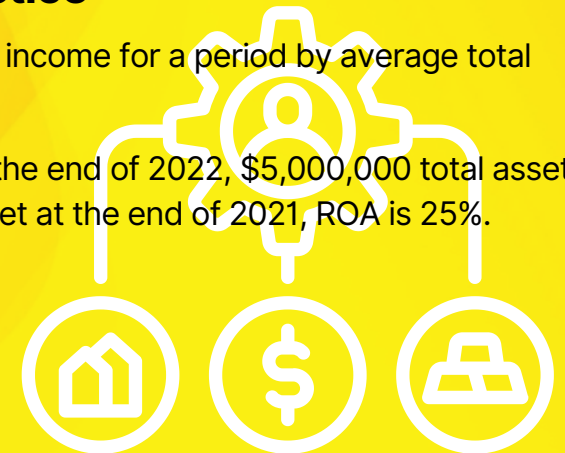 income for a period by average total
the end of 2022, $5,000,000 total asset
et at the end of 2021, ROA is 25%.
$